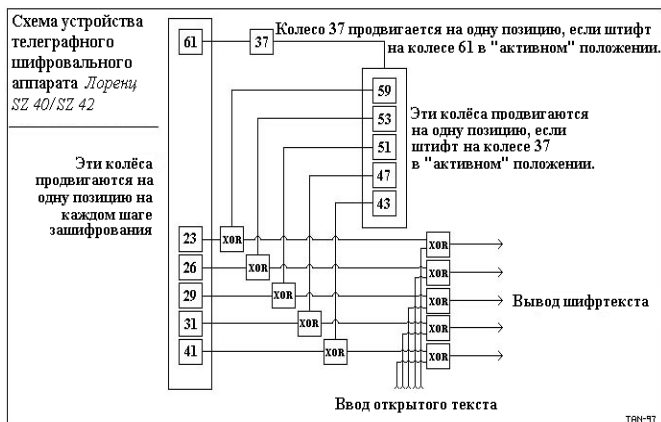 Схема устройства
телеграфного
шифровального
аппарата Лоренц
SZ 40/SZ 42
61
37
Колесо 37 продвигается на одну позицию, если штифт
на колесе 61 в "активном" положении.
59
53
51
47
43
Эти колёса продвигаются
на одну позицию, если
штифт на колесе 37
в "активном" положении.
Эти колёса
продвигаются на
одну позицию на
каждом шаге
зашифрования
23
XOR
XOR
26
XOR
XOR
29
XOR
XOR
Вывод шифртекста
31
XOR
XOR
41
XOR
XOR
Ввод открытого текста
TAN-97